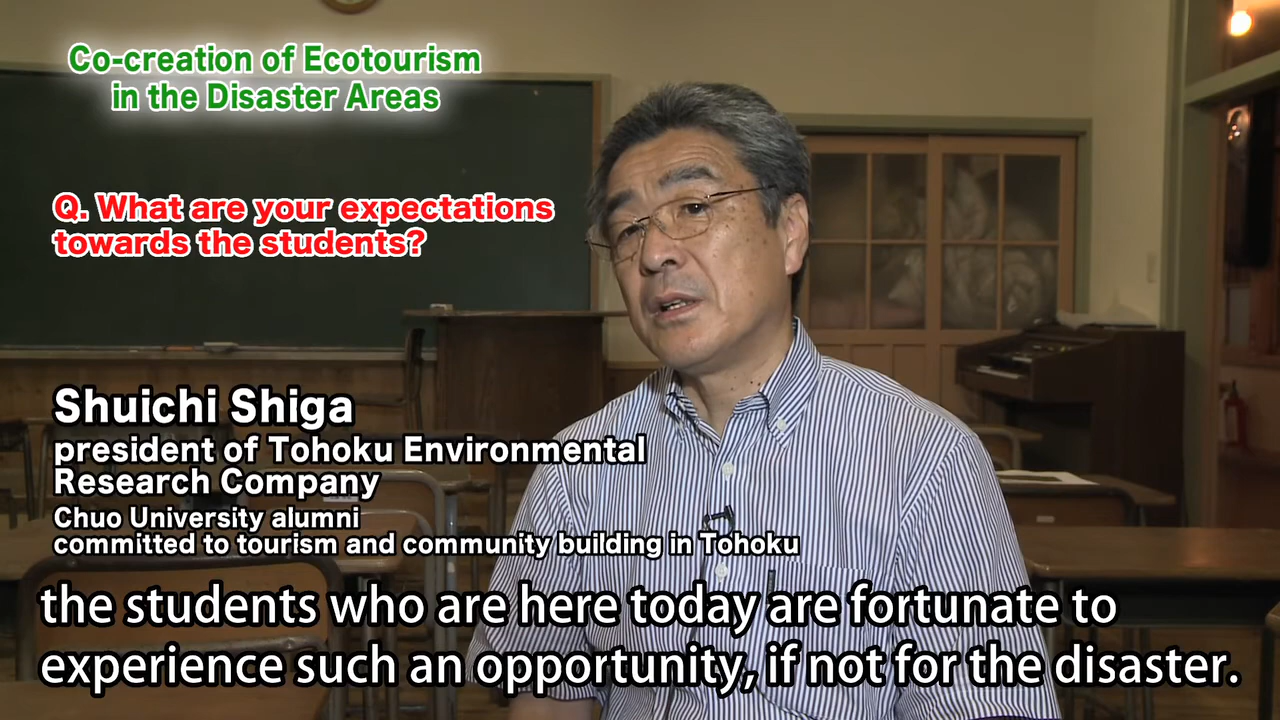 Co-creation of Ecotourism
in the Disaster Areas
Q. What are your expectations
towards the students?
Shuichi Shiga
president of Tohoku Environmental
Research Company
Chuo University alumni
committed to tourism and community building in Tohoku
the students who are here today are fortunate to
experience such an opportunity, if not for the disaster.